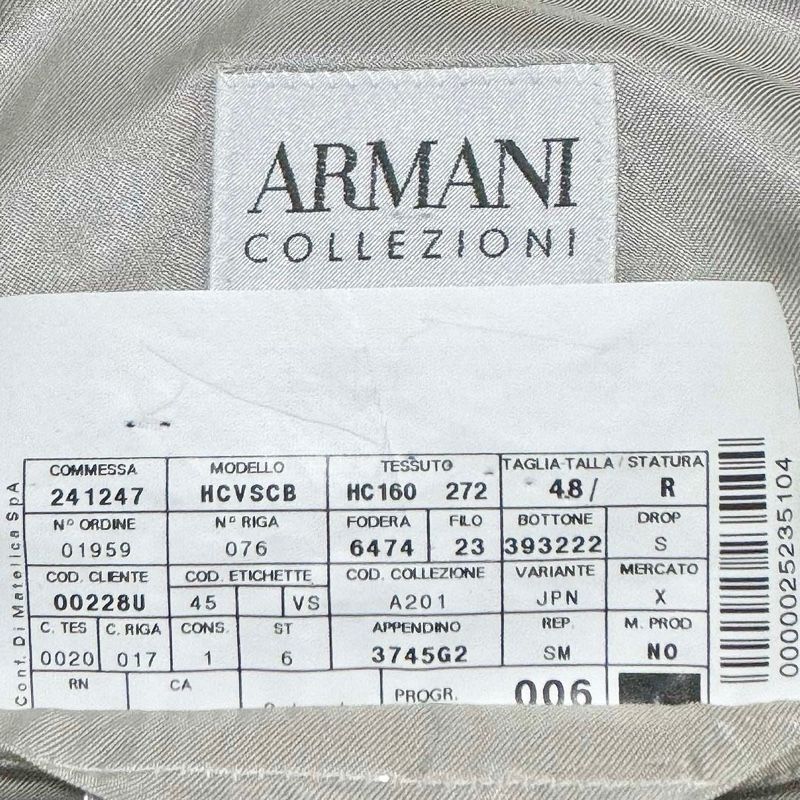 ARMANI
COLLEZIONI
COMMESSA MODELLO TESSUTO TAGLIA-TALLA / STATURA
241247 HCVSCB HC160 272 48/ R
Nº ORDINE Nº RIGA FODERA FILO BOTTONE DROP
01959 076 6474 23 393222 S
COD. CLIENTE COD. ETICHETTE COD. COLLEZIONE VARIANTE MERCATO
00228U 45 VS A201 JPN X
C. TES C. RIGA CONS. ST APPENDINO REP. M. PROD
0020 017 1 6 3745G2 SM NO
RN CA PROGR. 006
Conf. Di Matelica SpA
0000025235104